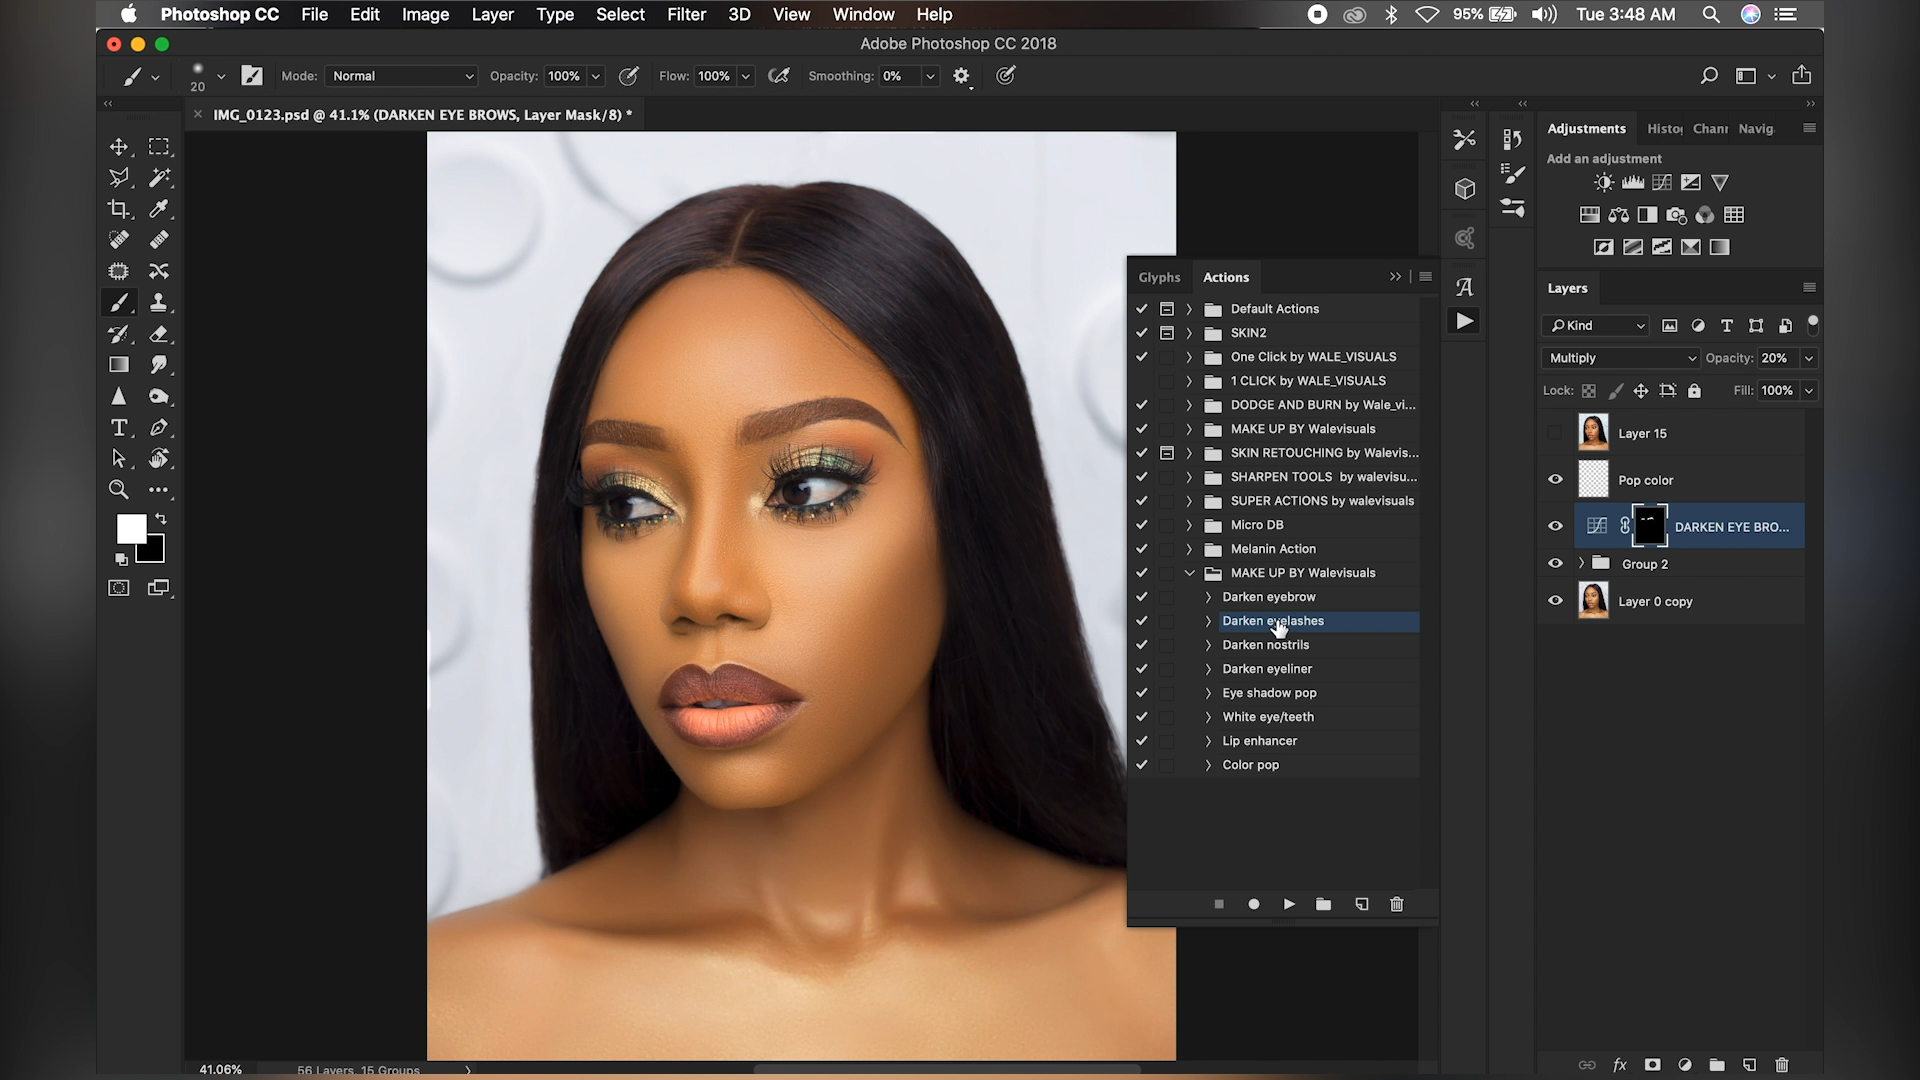 Photoshop CC File Edit Image Layer Type Select Filter 3D View Window Help 95% Tue 3:48 AM
Adobe Photoshop CC 2018
20 Mode: Normal Opacity: 100% Flow: 100% Smoothing: 0%
IMG_0123.psd @ 41.1% (DARKEN EYE BROWS, Layer Mask/8) *
Adjustments Histo Chann Navig
Add an adjustment
Glyphs Actions
Default Actions
SKIN2
One Click by WALE_VISUALS
1 CLICK by WALE_VISUALS
DODGE AND BURN by Wale_vi...
MAKE UP BY Walevisuals
SKIN RETOUCHING by Walevis...
SHARPEN TOOLS by walevisu...
SUPER ACTIONS by walevisuals
Micro DB
Melanin Action
MAKE UP BY Walevisuals
Darken eyebrow
Darken eyelashes
Darken nostrils
Darken eyeliner
Eye shadow pop
White eye/teeth
Lip enhancer
Color pop
Layers
Kind
Multiply Opacity: 20%
Lock: Fill: 100%
Layer 15
Pop color
DARKEN EYE BRO...
Group 2
Layer 0 copy
fx
41.06% 56 Layers, 15 Groups